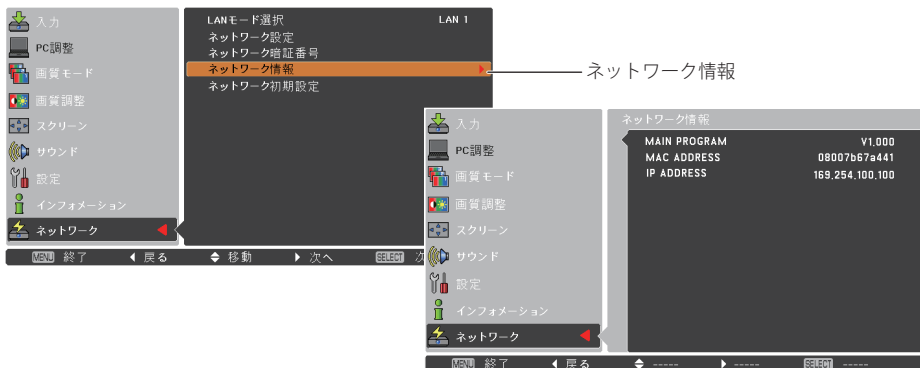 入力
PC調整
画質モード
画質調整
スクリーン
サウンド
設定
インフォメーション
ネットワーク
LANモード選択 LAN 1
ネットワーク設定
ネットワーク暗証番号
ネットワーク情報
ネットワーク初期設定
MENU 終了 戻る 移動 次へ SELECT 次
ネットワーク情報
入力
PC調整
画質モード
画質調整
スクリーン
サウンド
設定
インフォメーション
ネットワーク
ネットワーク情報
MAIN PROGRAM V1.000
MAC ADDRESS 08007b67a441
IP ADDRESS 169.254.100.100
MENU 終了 戻る ----- ----- SELECT -----